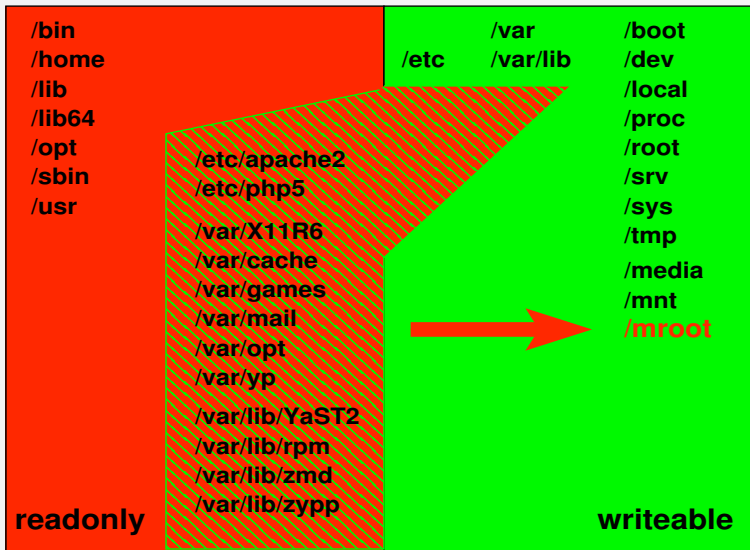 /bin
/home
/lib
/lib64
/opt
/sbin
/usr
readonly
/etc/apache2
/etc/php5
/var/X11R6
/var/cache
/var/games
/var/mail
/var/opt
/var/yp
/var/lib/YaST2
/var/lib/rpm
/var/lib/zmd
/var/lib/zypp
/var
/etc /var/lib
/boot
/dev
/local
/proc
/root
/srv
/sys
/tmp
/media
/mnt
/mroot
writeable